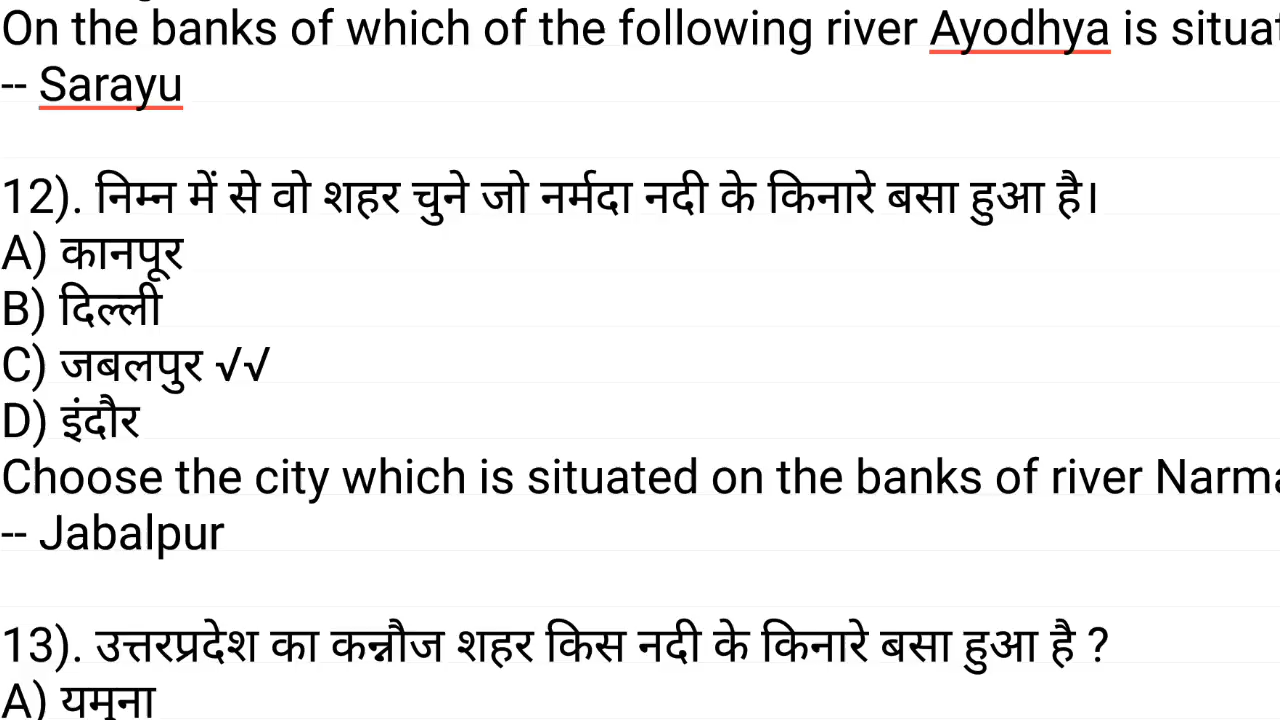 On the banks of which of the following river Ayodhya is situat
-- Sarayu
12). निम्न में से वो शहर चुने जो नर्मदा नदी के किनारे बसा हुआ है।
A) कानपूर
B) दिल्ली
C) जबलपुर √√
D) इंदौर
Choose the city which is situated on the banks of river Narma
-- Jabalpur
13). उत्तरप्रदेश का कन्नौज शहर किस नदी के किनारे बसा हुआ है ?
A) यमुना